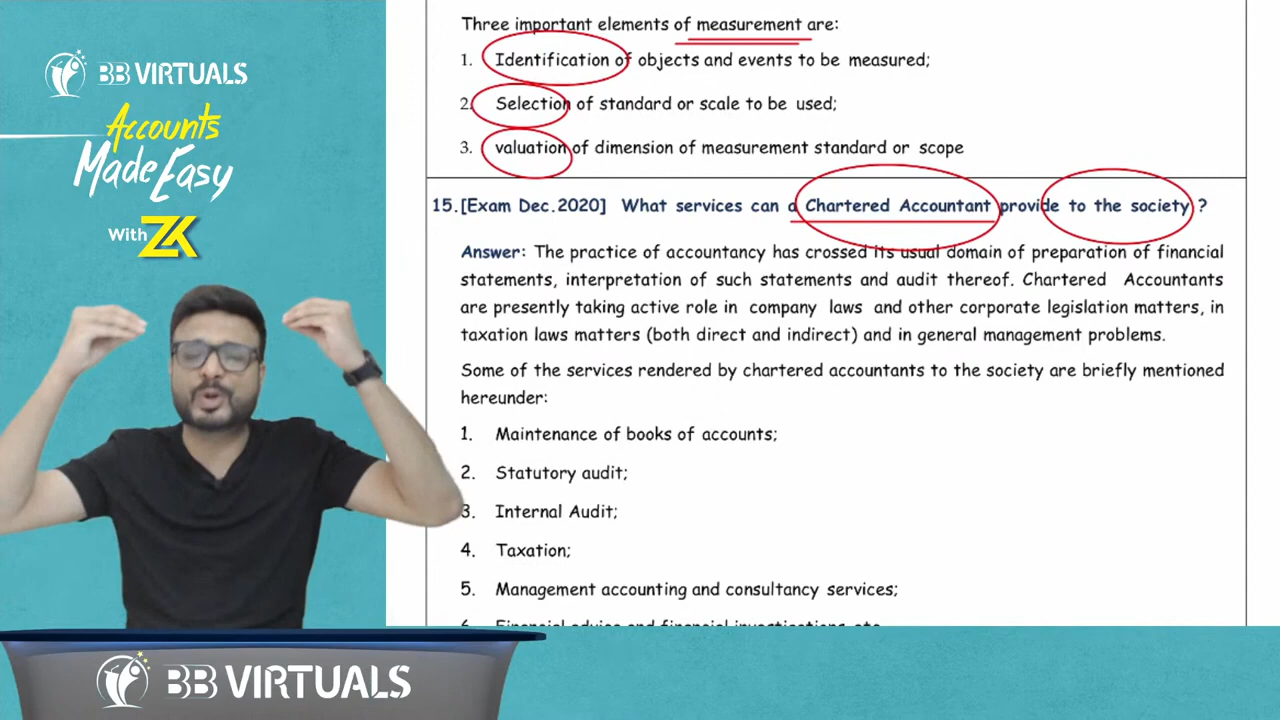 BB VIRTUALS
Accounts
Made Easy
With ZK
Three important elements of measurement are:
1. Identification of objects and events to be measured;
2. Selection of standard or scale to be used;
3. valuation of dimension of measurement standard or scope
15.[Exam Dec.2020] What services can a Chartered Accountant provide to the society ?
Answer: The practice of accountancy has crossed its usual domain of preparation of financial
statements, interpretation of such statements and audit thereof. Chartered Accountants
are presently taking active role in company laws and other corporate legislation matters, in
taxation laws matters (both direct and indirect) and in general management problems.
Some of the services rendered by chartered accountants to the society are briefly mentioned
hereunder:
1. Maintenance of books of accounts;
2. Statutory audit;
3. Internal Audit;
4. Taxation;
5. Management accounting and consultancy services;
6. Financial advice and financial investigations, etc.
BB VIRTUALS